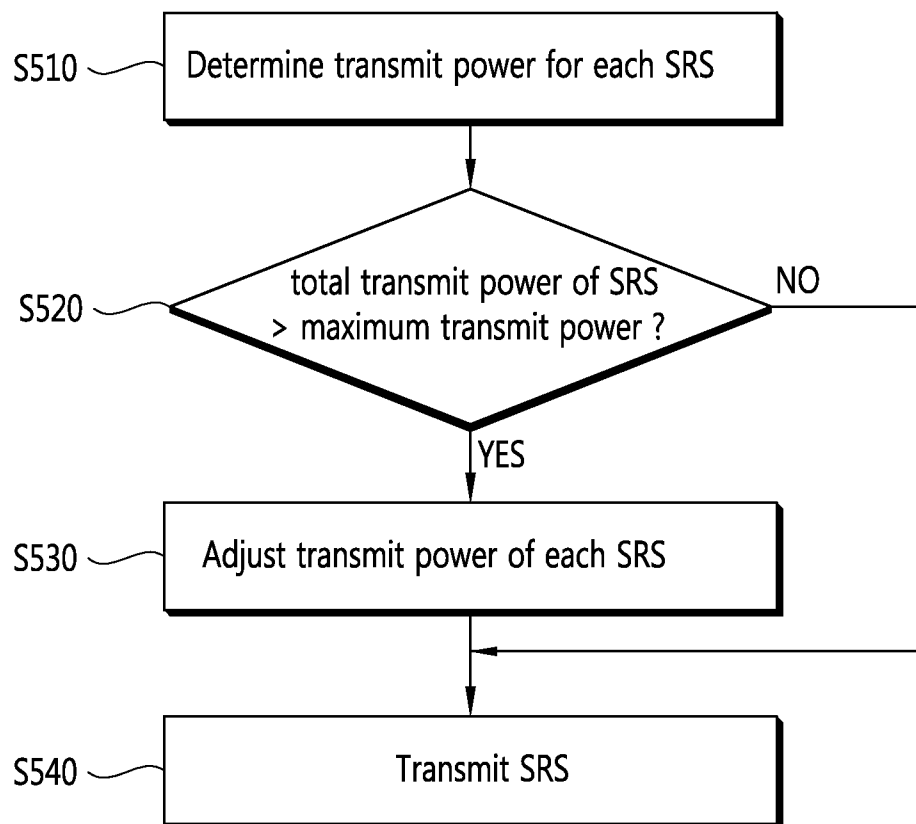 S510
Determine transmit power for each SRS
S520
total transmit power of SRS
> maximum transmit power ?
NO
YES
S530
Adjust transmit power of each SRS
S540
Transmit SRS